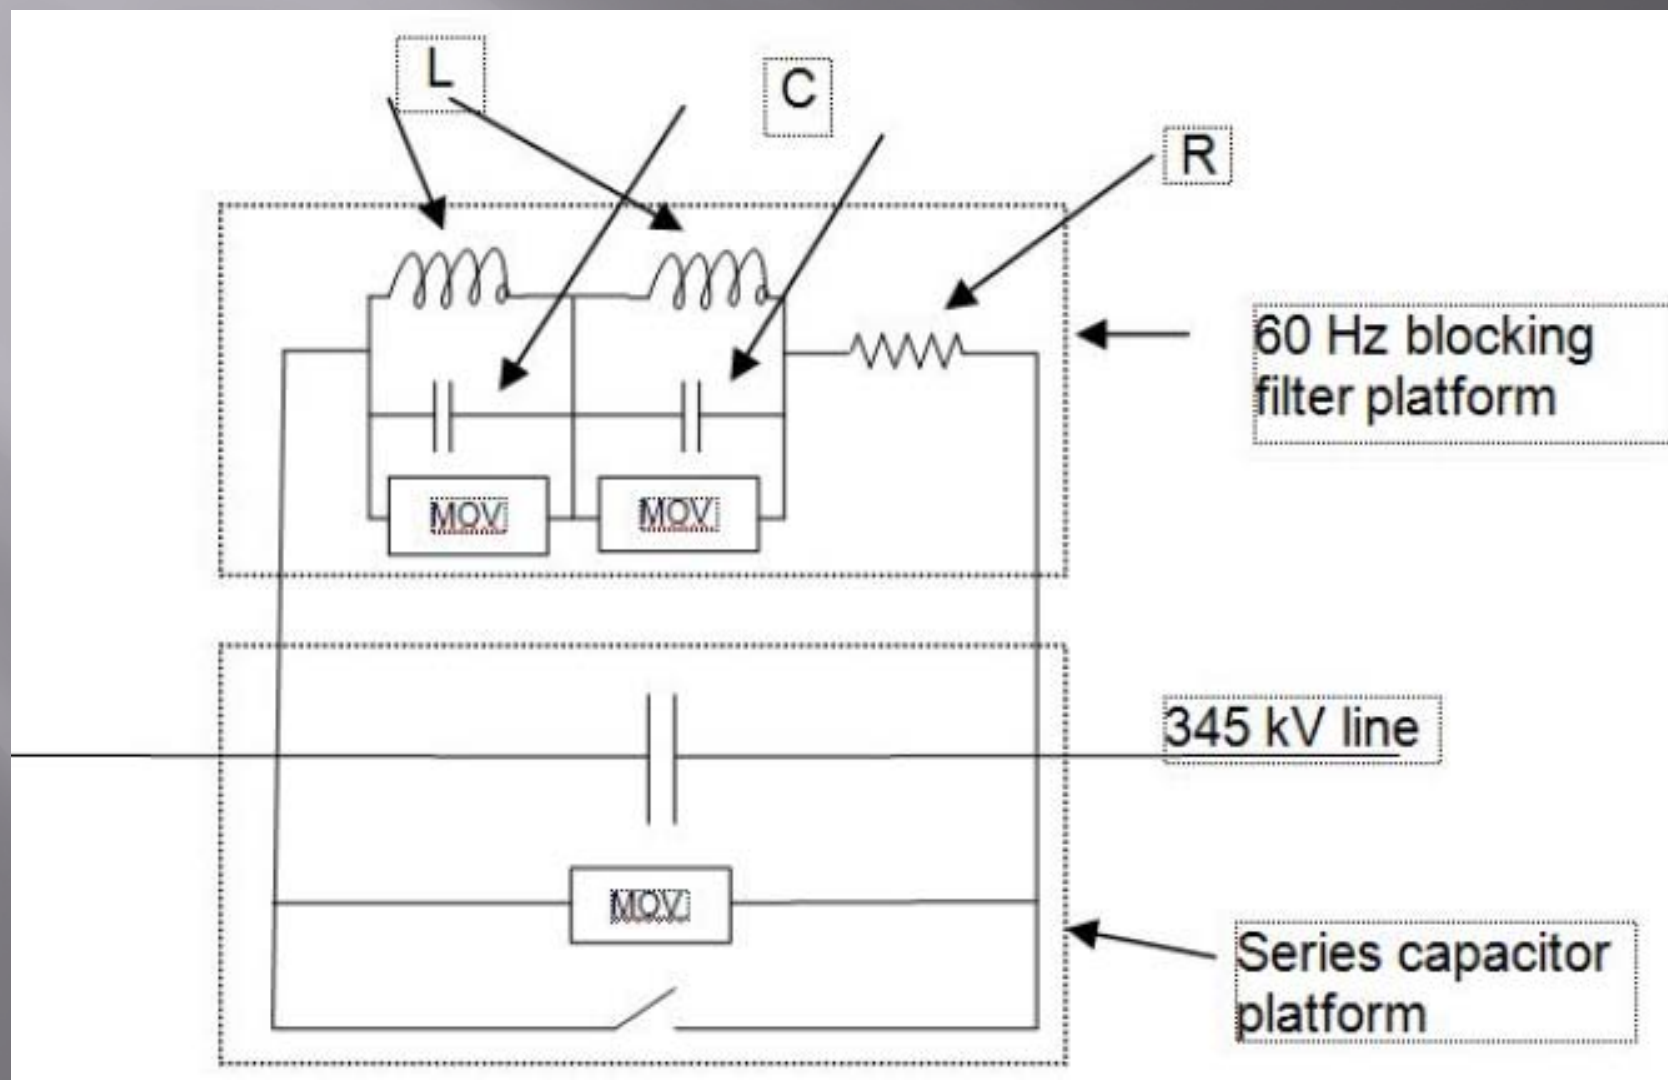 L
C
R
60 Hz blocking
filter platform
MOV
MOV
345 kV line
MOV
Series capacitor
platform